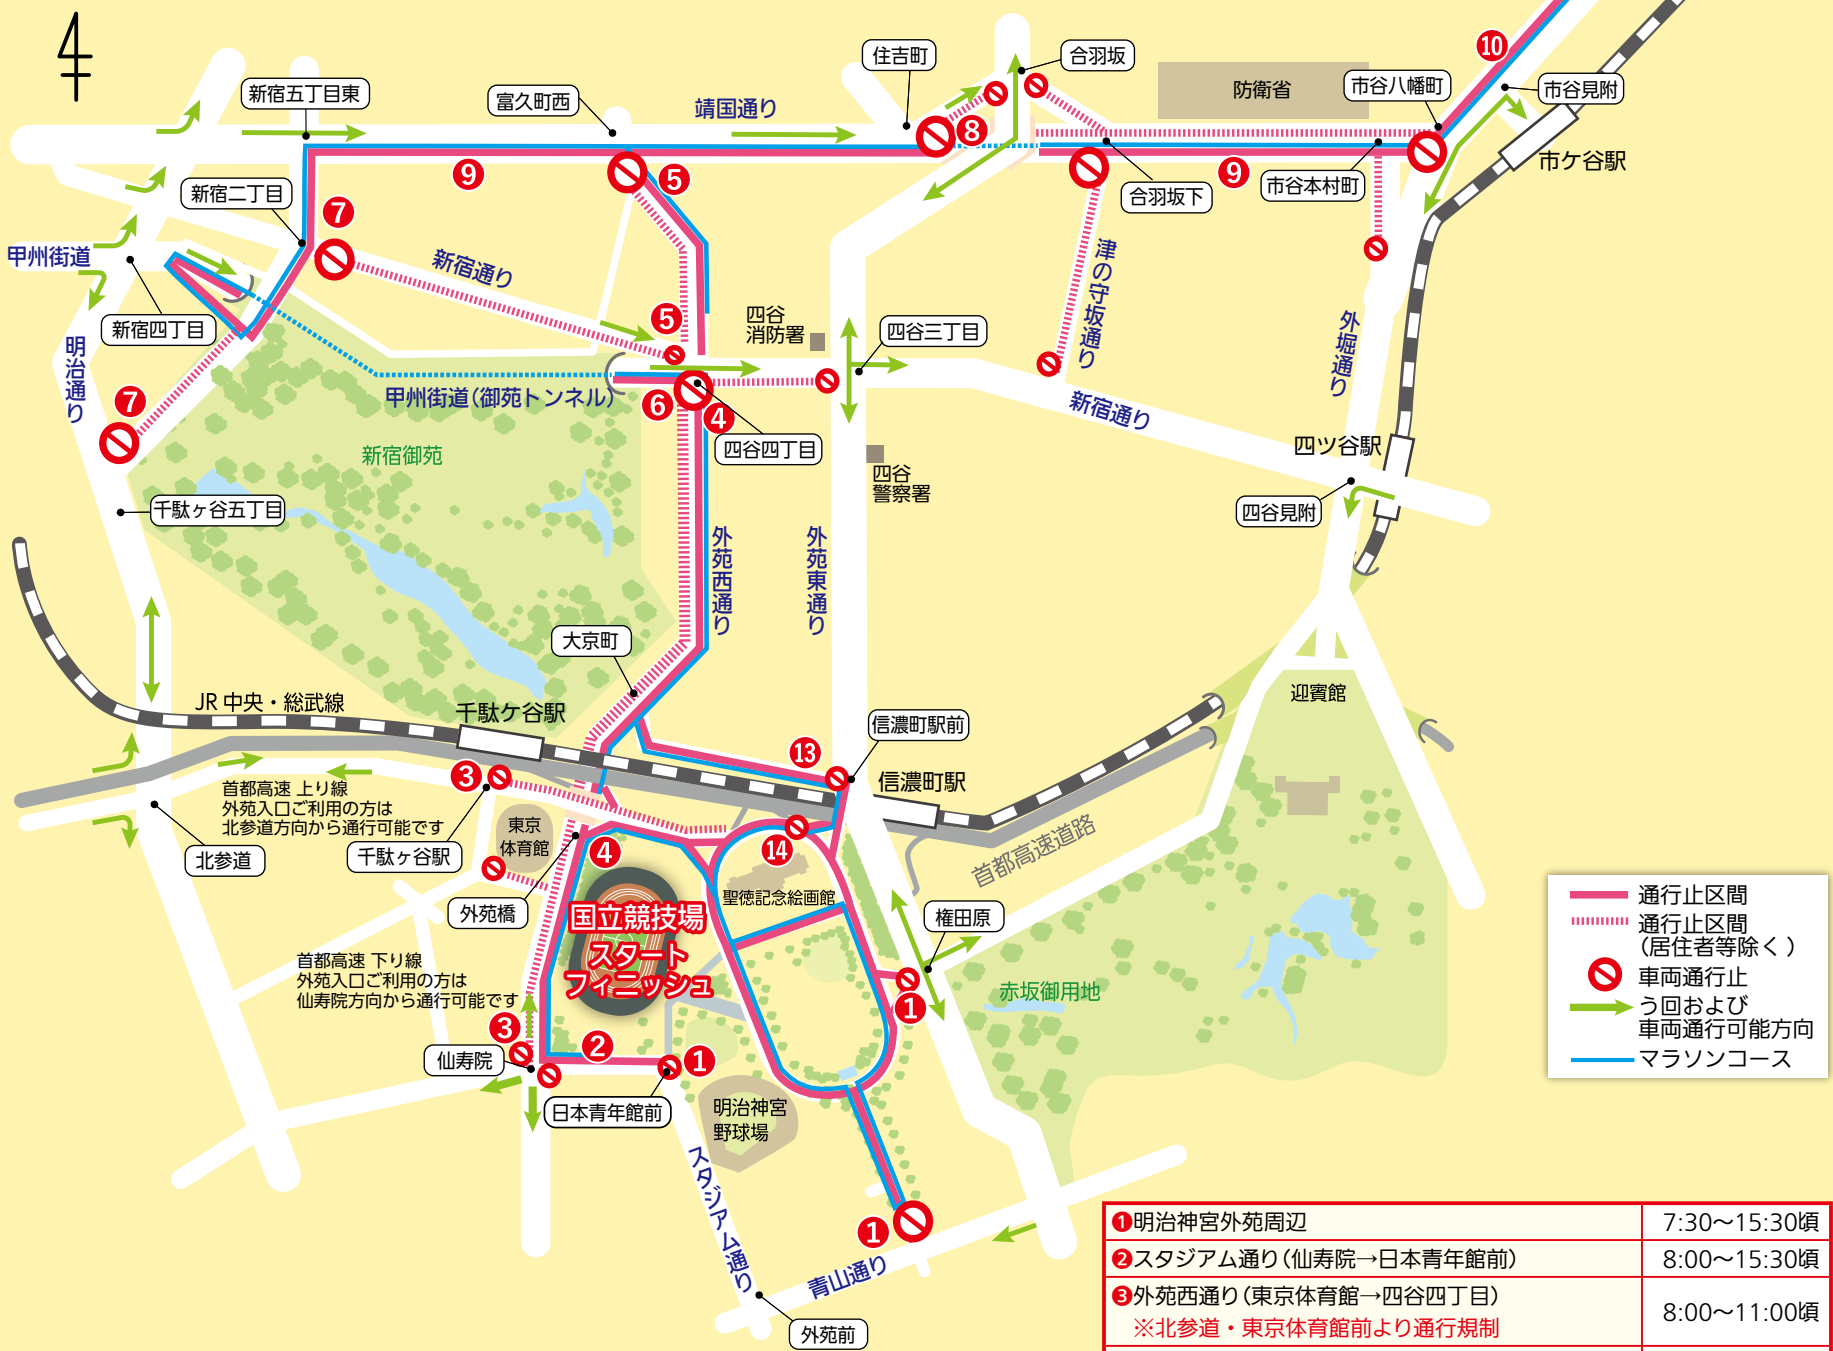 住吉町
合羽坂
⑩
新宿五丁目東
富久町西
靖国通り
防衛省
市谷八幡町
市谷見附
⑧
市ケ谷駅
新宿二丁目
⑨
⑤
合羽坂下
⑨
市谷本村町
⑦
甲州街道
新宿通り
津の守坂通り
新宿四丁目
⑤
四谷
消防署
四谷三丁目
外堀通り
明治通り
甲州街道(御苑トンネル)
⑦
⑥
④
四谷四丁目
新宿通り
四ツ谷駅
新宿御苑
四谷
警察署
千駄ヶ谷五丁目
四谷見附
外苑西通り
外苑東通り
大京町
JR 中央・総武線
千駄ケ谷駅
信濃町駅前
迎賓館
③
⑬
信濃町駅
首都高速 上り線
外苑入口ご利用の方は
北参道方向から通行可能です
東京
体育館
北参道
千駄ヶ谷駅
④
⑭
首都高速道路
聖徳記念絵画館
外苑橋
国立競技場
スタート
フィニッシュ
権田原
首都高速 下り線
外苑入口ご利用の方は
仙寿院方向から通行可能です
赤坂御用地
①
③
②
①
仙寿院
日本青年館前
明治神宮
野球場
スタジアム通り
①
青山通り
外苑前
通行止区間
通行止区間
(居住者等除く)
車両通行止
う回および
車両通行可能方向
マラソンコース
❶明治神宮外苑周辺 7:30〜15:30頃
❷スタジアム通り(仙寿院→日本青年館前) 8:00〜15:30頃
❸外苑西通り(東京体育館→四谷四丁目) 8:00〜11:00頃
※北参道・東京体育館前より通行規制